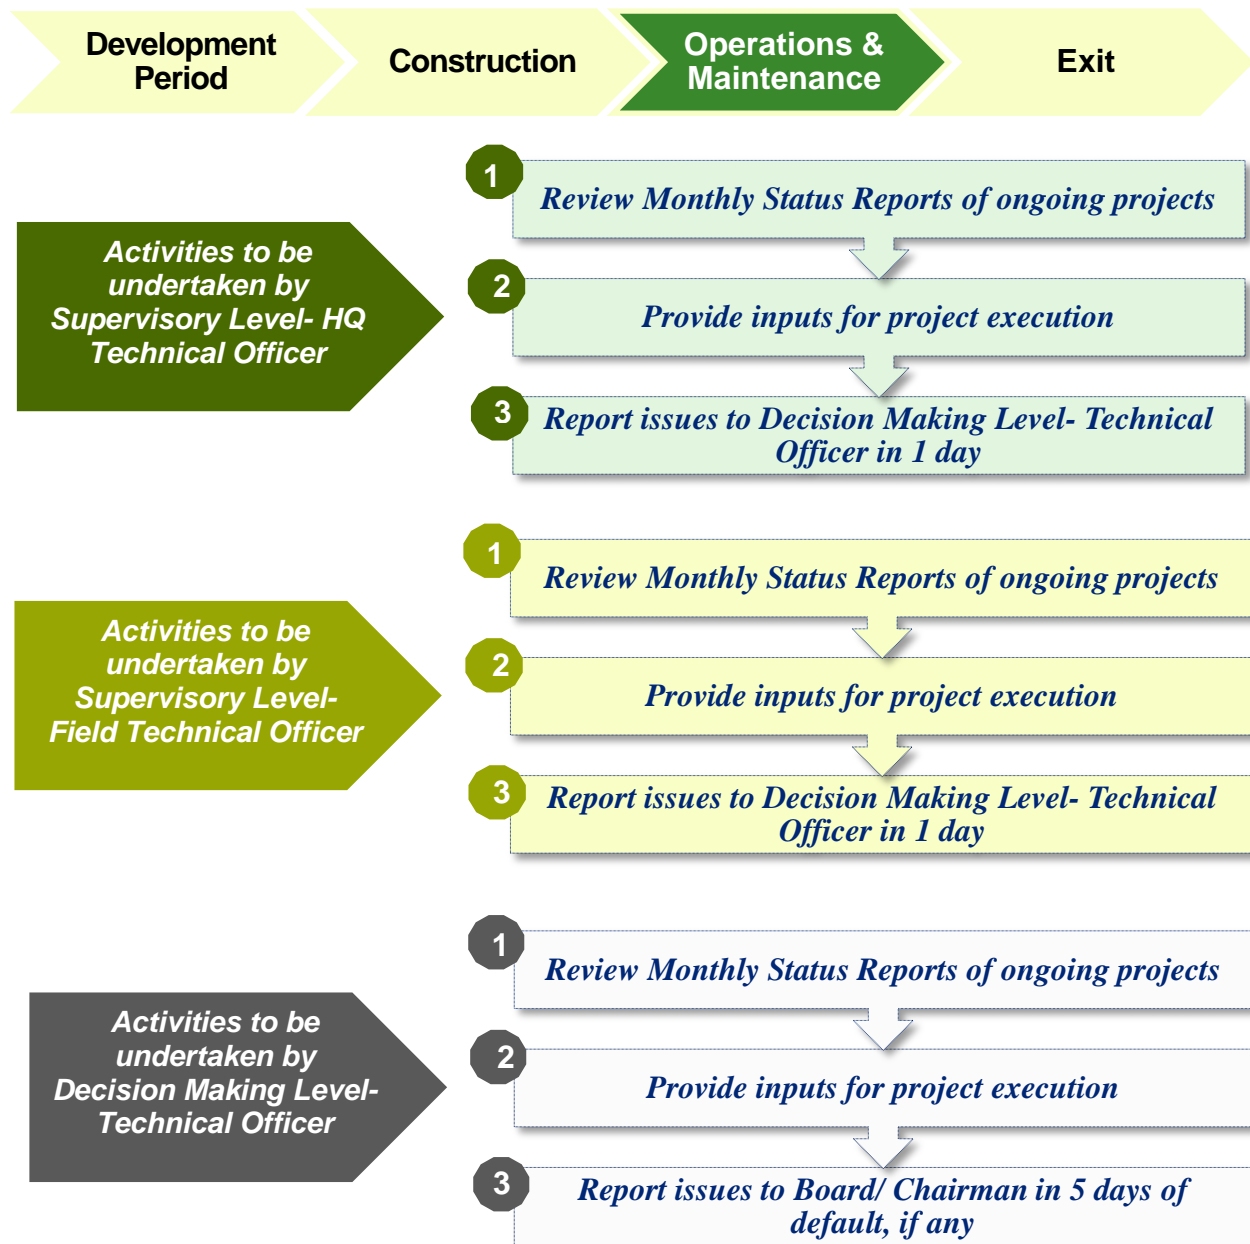 Development
Period
Construction
Operations &
Maintenance
Exit
Activities to be
undertaken by
Supervisory Level- HQ
Technical Officer
1
Review Monthly Status Reports of ongoing projects
2
Provide inputs for project execution
3
Report issues to Decision Making Level- Technical
Officer in 1 day
Activities to be
undertaken by
Supervisory Level-
Field Technical Officer
1
Review Monthly Status Reports of ongoing projects
2
Provide inputs for project execution
3
Report issues to Decision Making Level- Technical
Officer in 1 day
Activities to be
undertaken by
Decision Making Level-
Technical Officer
1
Review Monthly Status Reports of ongoing projects
2
Provide inputs for project execution
3
Report issues to Board/ Chairman in 5 days of
default, if any